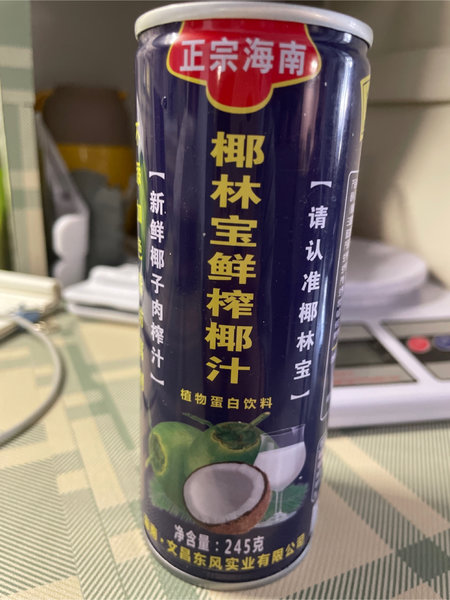 正宗海南
椰林宝鲜榨椰汁
【新鲜椰子肉榨汁】
【请认准椰林宝】
植物蛋白饮料
净含量：245克
文昌东风实业有限公司